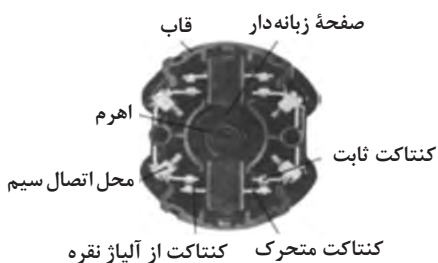 صفحهٔ زبانه‌دار
قاب
اهرم
کنتاکت ثابت
محل اتصال سیم
کنتاکت متحرک
کنتاکت از آلیاژ نقره